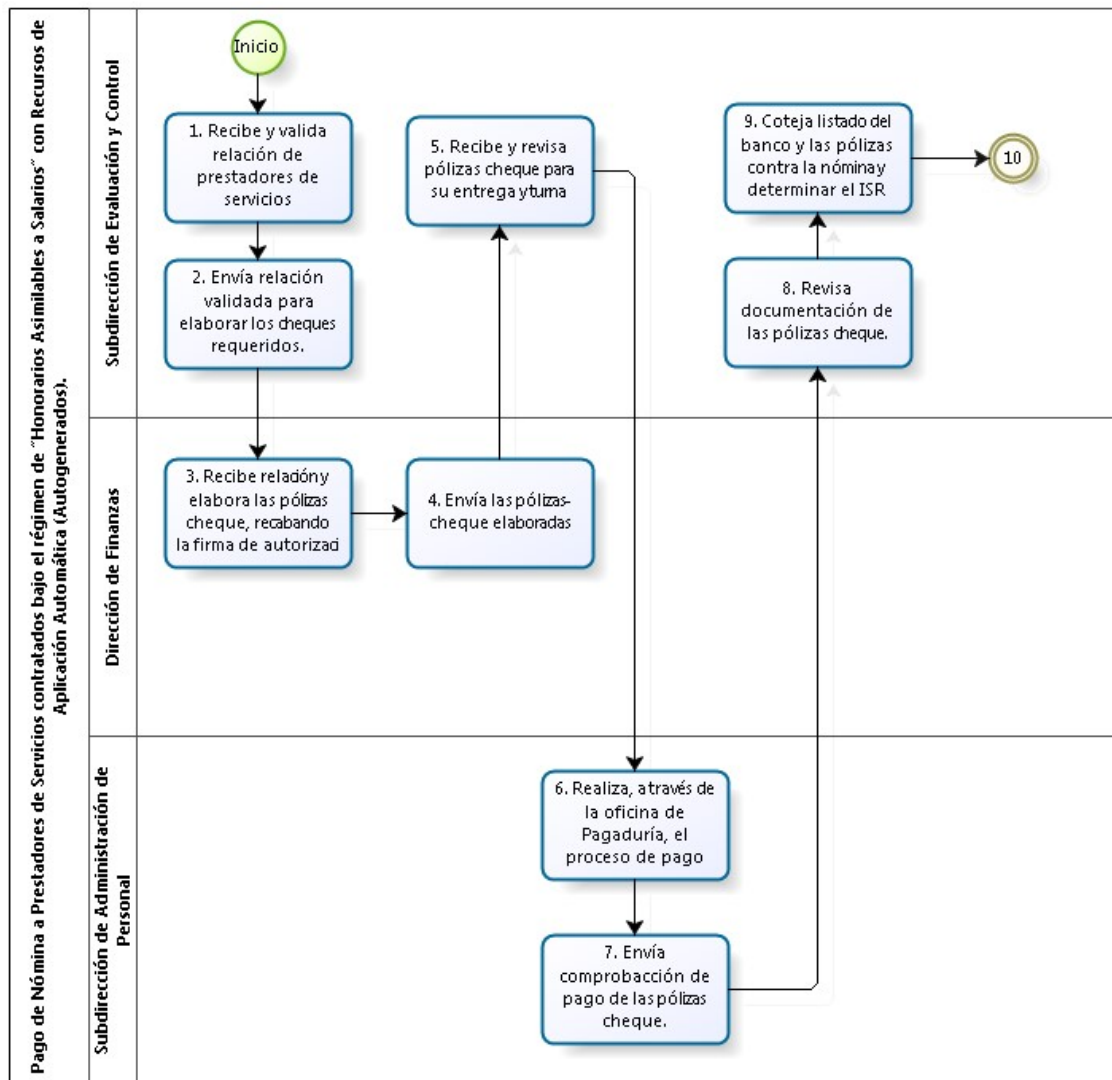 Pago de Nómina a Prestadores de Servicios contratados bajo el régimen de ˝Honorarios Asimilables a Salarios˝ con Recursos de
Aplicación Automática (Autogenerados).
Subdirección de Evaluación y Control
Inicio
1. Recibe y valida
relación de
prestadores de
servicios
2. Envía relación
validada para
elaborar los cheques
requeridos.
5. Recibe y revisa
pólizas cheque para
su entrega y turna
9. Coteja listado del
banco y las pólizas
contra la nómina y
determinar el ISR
10
8. Revisa
documentación de
las pólizas cheque.
Dirección de Finanzas
3. Recibe relación y
elabora las pólizas
cheque, recabando
la firma de autorizaci
4. Envía las pólizas-
cheque elaboradas
Subdirección de Administración de
Personal
6. Realiza, a través de
la oficina de
Pagaduría, el
proceso de pago
7. Envía
comprobacción de
pago de las pólizas
cheque.